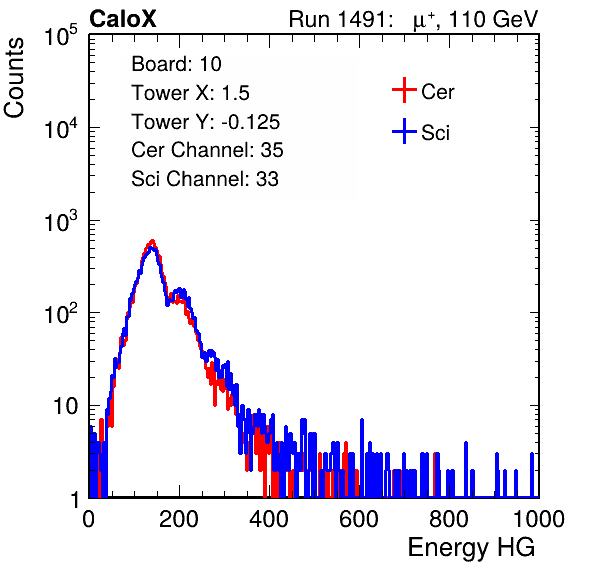 CaloX Run 1491: μ⁺, 110 GeV
Counts
10⁵
10⁴
10³
10²
10
1
Board: 10
Tower X: 1.5
Tower Y: -0.125
Cer Channel: 35
Sci Channel: 33
Cer
Sci
0 200 400 600 800 1000
Energy HG